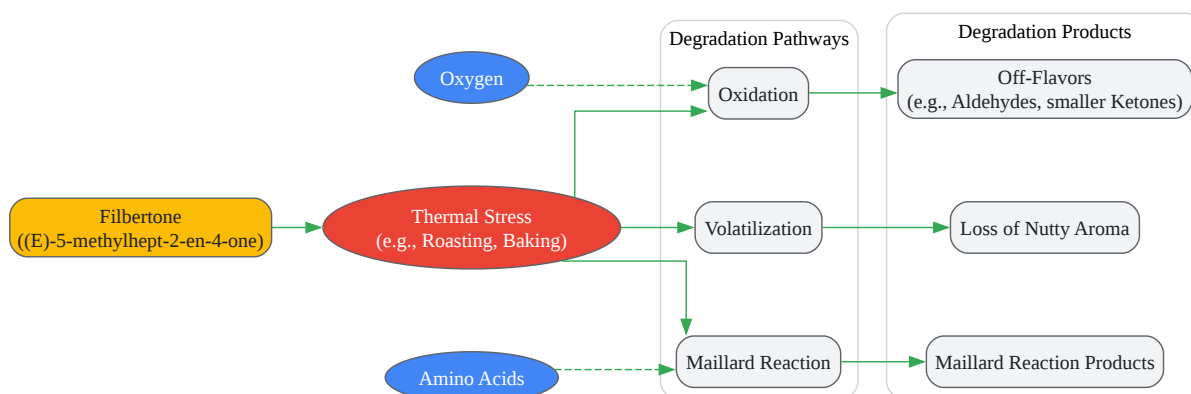 Degradation Pathways
Degradation Products
Oxygen
Oxidation
Off-Flavors
(e.g., Aldehydes, smaller Ketones)
Filbertone
((E)-5-methylhept-2-en-4-one)
Thermal Stress
(e.g., Roasting, Baking)
Volatilization
Loss of Nutty Aroma
Amino Acids
Maillard Reaction
Maillard Reaction Products